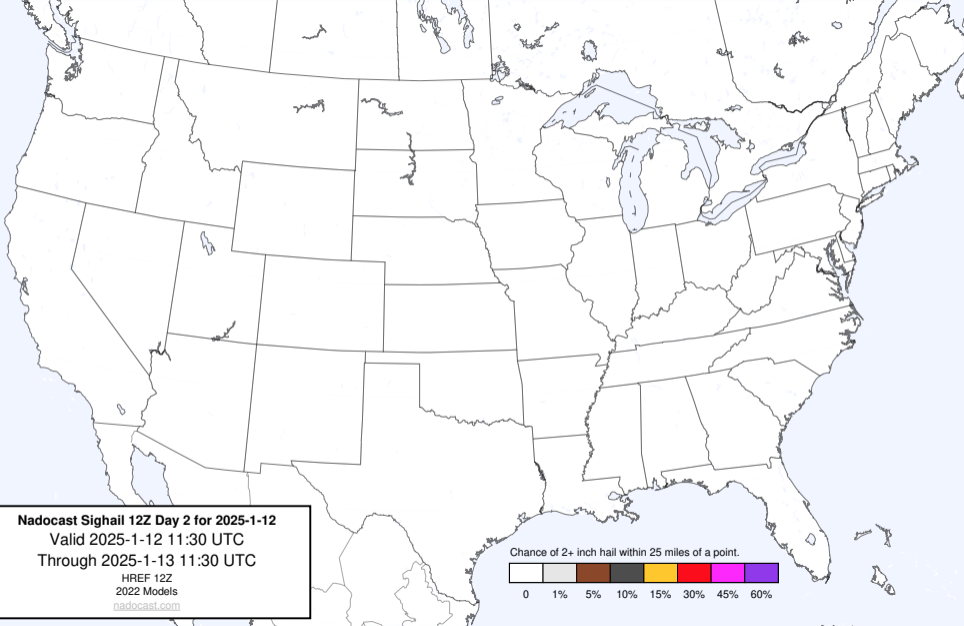 Nadocast Sighail 12Z Day 2 for 2025-1-12
Valid 2025-1-12 11:30 UTC
Through 2025-1-13 11:30 UTC
HREF 12Z
2022 Models
nadocast.com
Chance of 2+ inch hail within 25 miles of a point.
0 1% 5% 10% 15% 30% 45% 60%